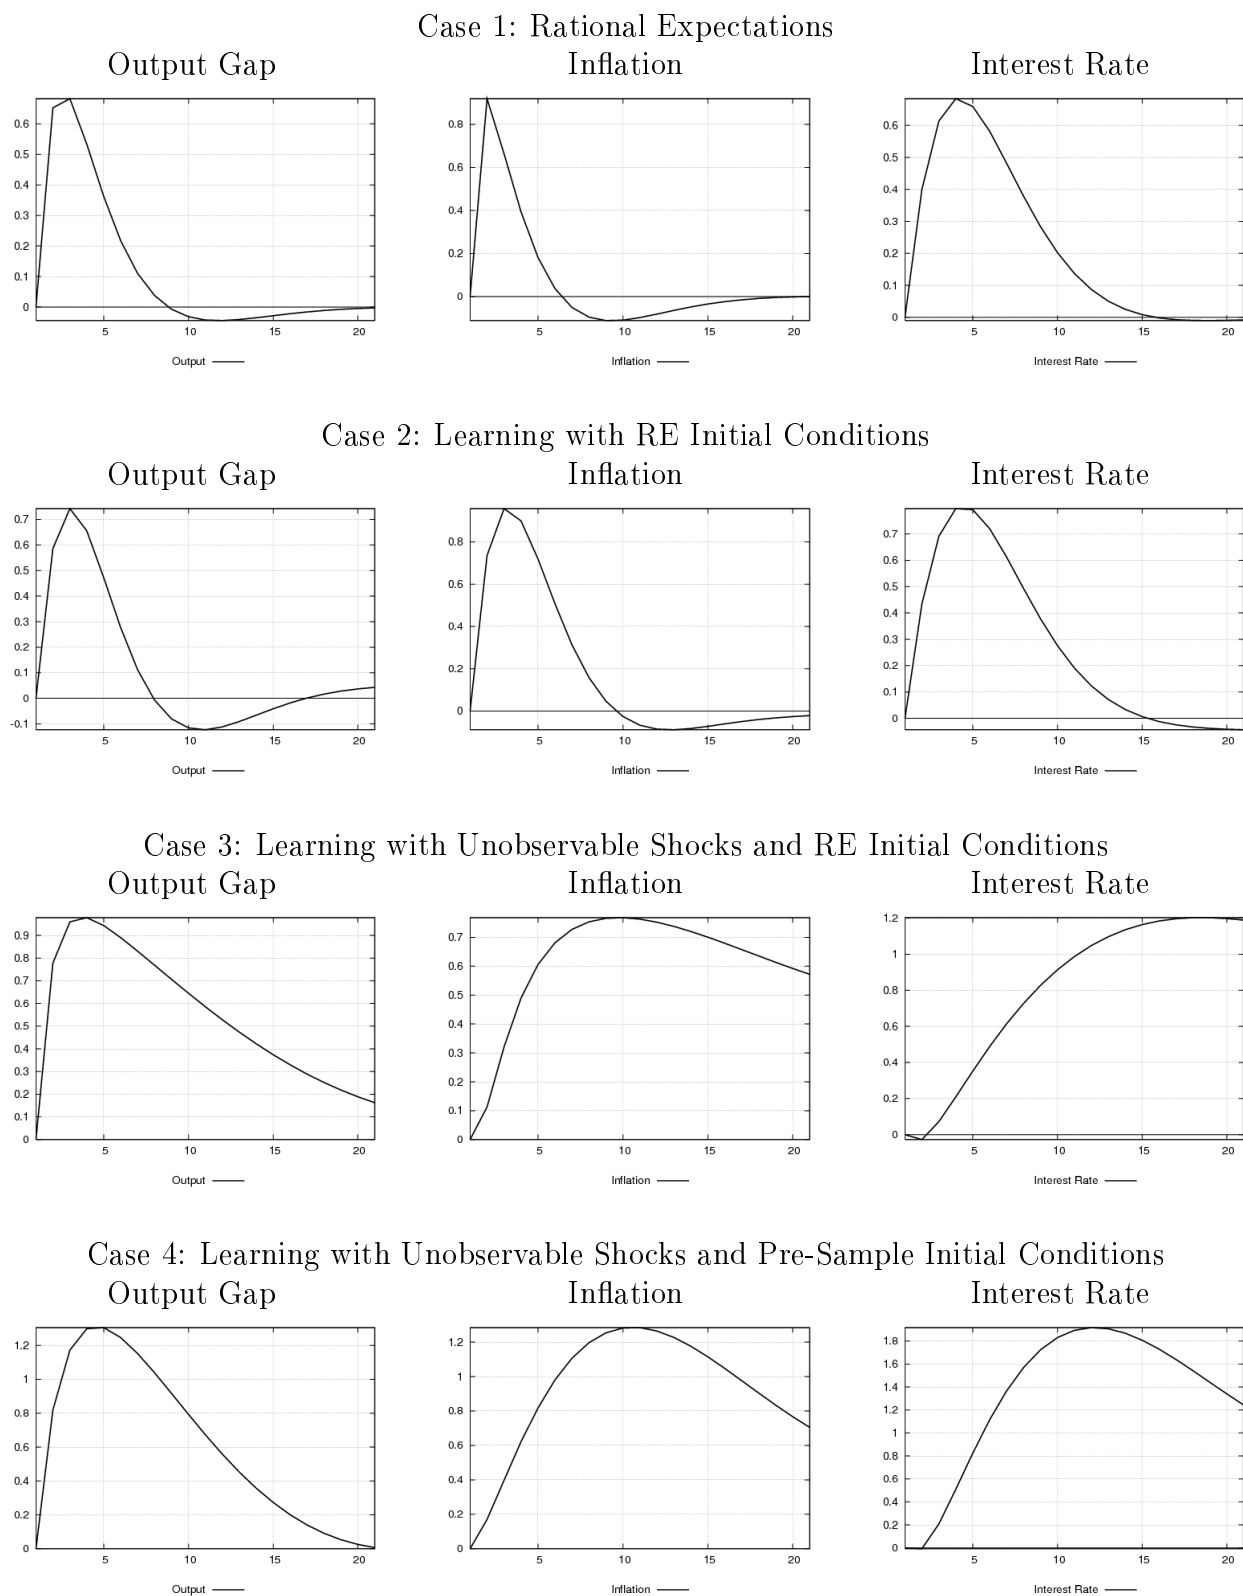 Case 1: Rational Expectations
Output Gap Inflation Interest Rate
0.6
0.5
0.4
0.3
0.2
0.1
0
5 10 15 20
Output
0.8
0.6
0.4
0.2
0
5 10 15 20
Inflation
0.6
0.5
0.4
0.3
0.2
0.1
0
5 10 15 20
Interest Rate
Case 2: Learning with RE Initial Conditions
Output Gap Inflation Interest Rate
0.7
0.6
0.5
0.4
0.3
0.2
0.1
0
-0.1
5 10 15 20
Output
0.8
0.6
0.4
0.2
0
5 10 15 20
Inflation
0.7
0.6
0.5
0.4
0.3
0.2
0.1
0
5 10 15 20
Interest Rate
Case 3: Learning with Unobservable Shocks and RE Initial Conditions
Output Gap Inflation Interest Rate
0.9
0.8
0.7
0.6
0.5
0.4
0.3
0.2
0.1
0
5 10 15 20
Output
0.7
0.6
0.5
0.4
0.3
0.2
0.1
0
5 10 15 20
Inflation
1.2
1
0.8
0.6
0.4
0.2
0
5 10 15 20
Interest Rate
Case 4: Learning with Unobservable Shocks and Pre-Sample Initial Conditions
Output Gap Inflation Interest Rate
1.2
1
0.8
0.6
0.4
0.2
0
5 10 15 20
Output
1.2
1
0.8
0.6
0.4
0.2
0
5 10 15 20
Inflation
1.8
1.6
1.4
1.2
1
0.8
0.6
0.4
0.2
0
5 10 15 20
Interest Rate